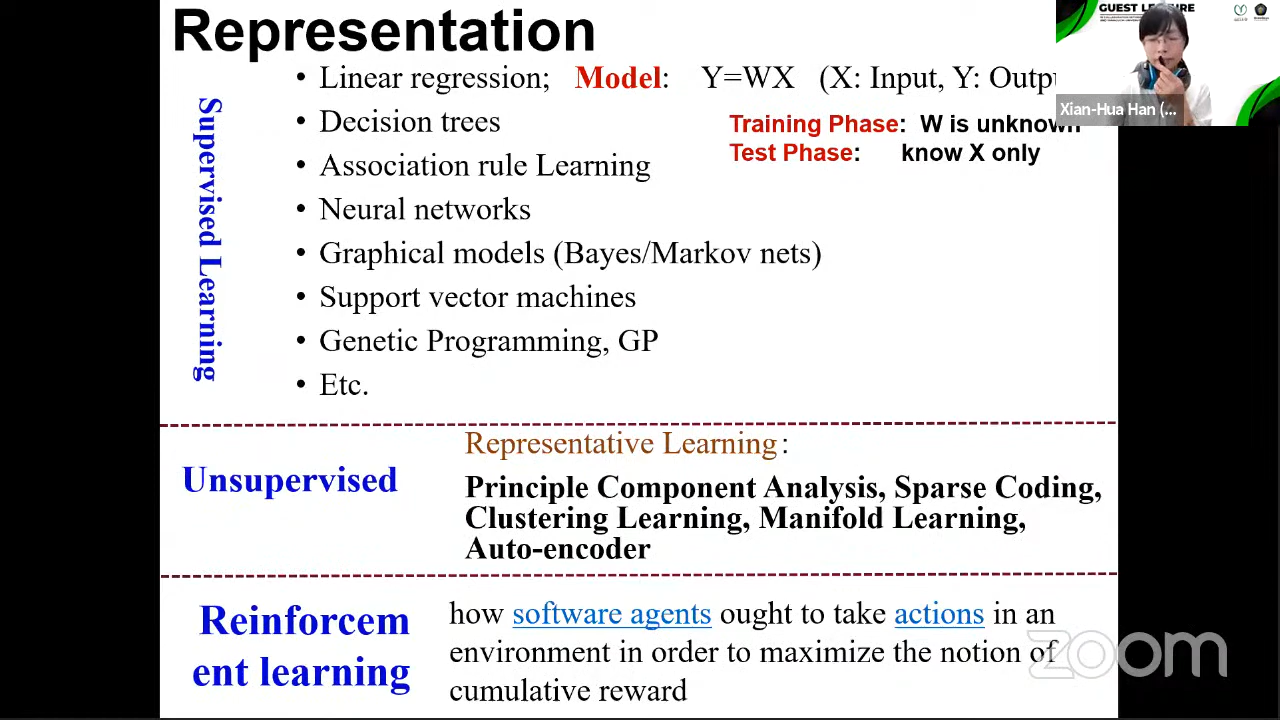 Representation
GUEST LECTURE
Xian-Hua Han (...
Supervised Learning
• Linear regression; Model: Y=WX (X: Input, Y: Outpu
Training Phase: W is unknown
Test Phase: know X only
• Decision trees
• Association rule Learning
• Neural networks
• Graphical models (Bayes/Markov nets)
• Support vector machines
• Genetic Programming, GP
• Etc.
Unsupervised
Representative Learning:
Principle Component Analysis, Sparse Coding,
Clustering Learning, Manifold Learning,
Auto-encoder
Reinforcem
ent learning
how software agents ought to take actions in an
environment in order to maximize the notion of
cumulative reward
zoom